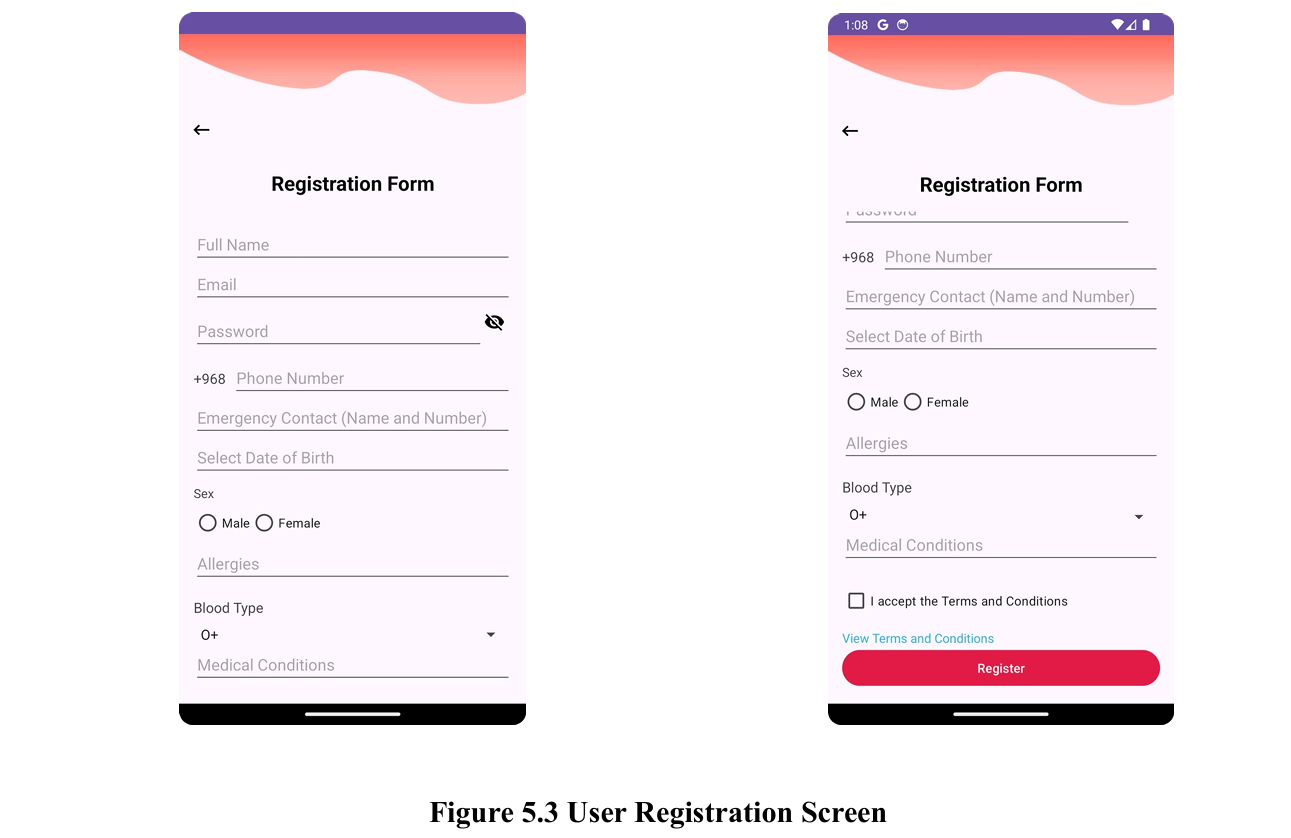 Registration Form
Full Name
Email
Password
+968 Phone Number
Emergency Contact (Name and Number)
Select Date of Birth
Sex
Male Female
Allergies
Blood Type
O+
Medical Conditions
1:08 G
Registration Form
Password
+968 Phone Number
Emergency Contact (Name and Number)
Select Date of Birth
Sex
Male Female
Allergies
Blood Type
O+
Medical Conditions
I accept the Terms and Conditions
View Terms and Conditions
Register
Figure 5.3 User Registration Screen